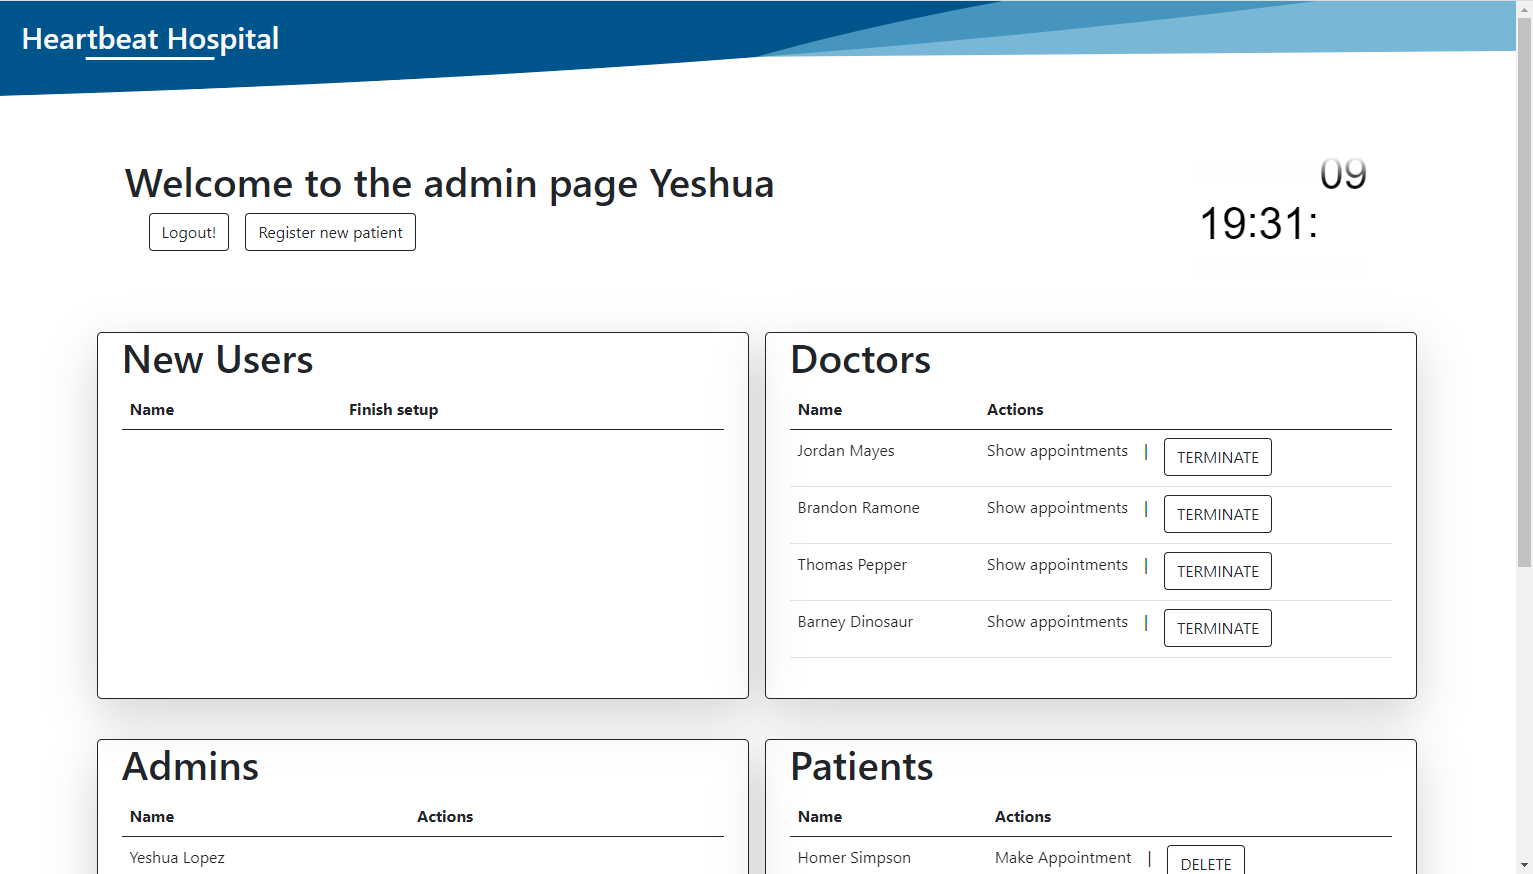 Heartbeat Hospital
Welcome to the admin page Yeshua
Logout! Register new patient
09
19:31:
New Users
Name Finish setup
Doctors
Name Actions
Jordan Mayes Show appointments | TERMINATE
Brandon Ramone Show appointments | TERMINATE
Thomas Pepper Show appointments | TERMINATE
Barney Dinosaur Show appointments | TERMINATE
Admins
Name Actions
Yeshua Lopez
Patients
Name Actions
Homer Simpson Make Appointment | DELETE